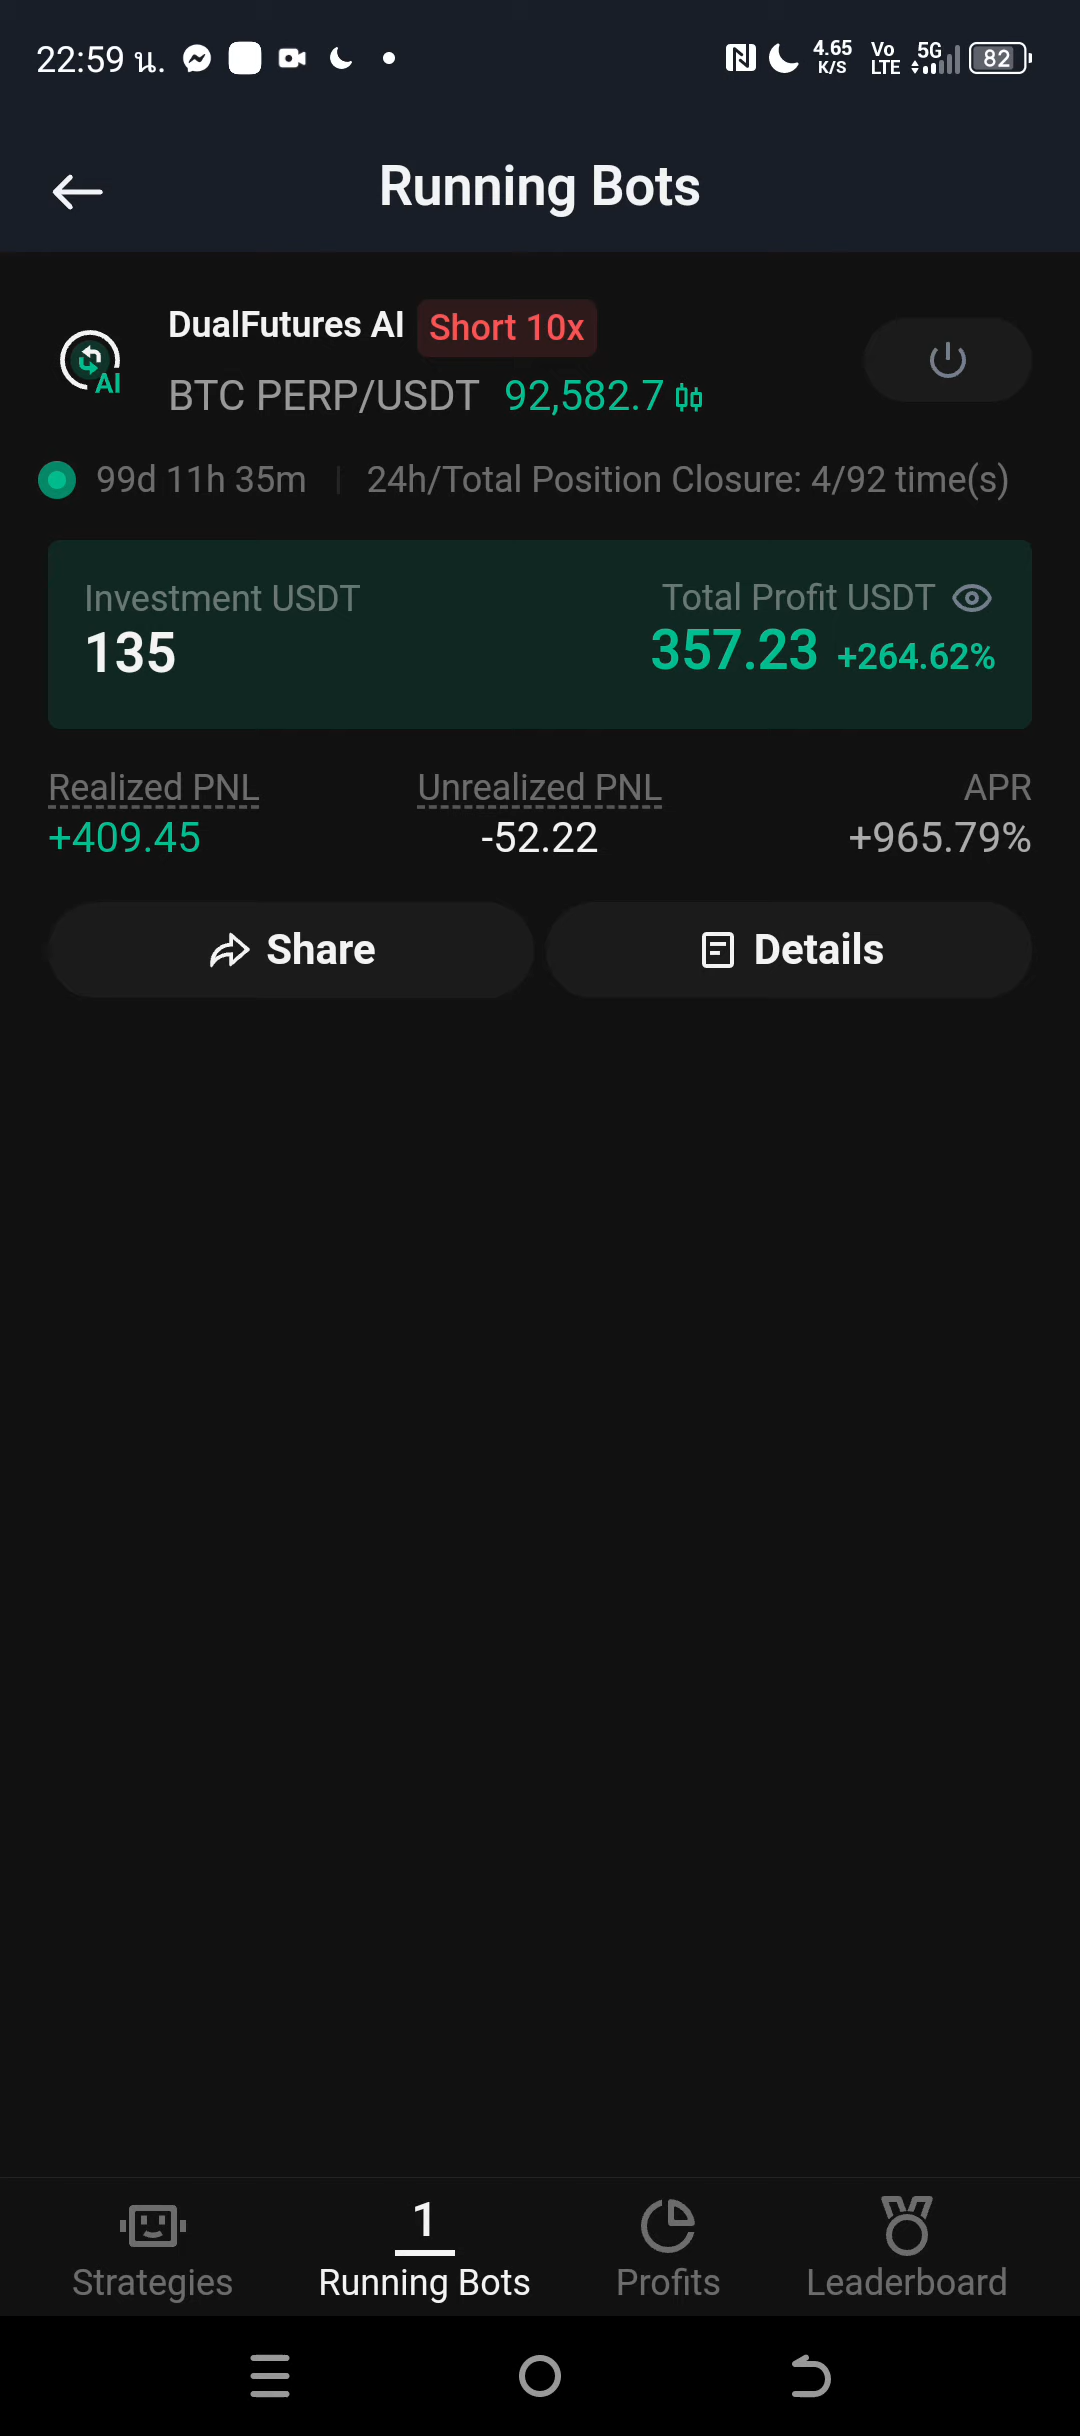 22:59 น. 4.65 K/S Vo LTE 5G 82
Running Bots
DualFutures AI Short 10x
AI
BTC PERP/USDT 92,582.7
99d 11h 35m | 24h/Total Position Closure: 4/92 time(s)
Investment USDT Total Profit USDT
135 357.23 +264.62%
Realized PNL Unrealized PNL APR
+409.45 -52.22 +965.79%
Share Details
1
Strategies Running Bots Profits Leaderboard